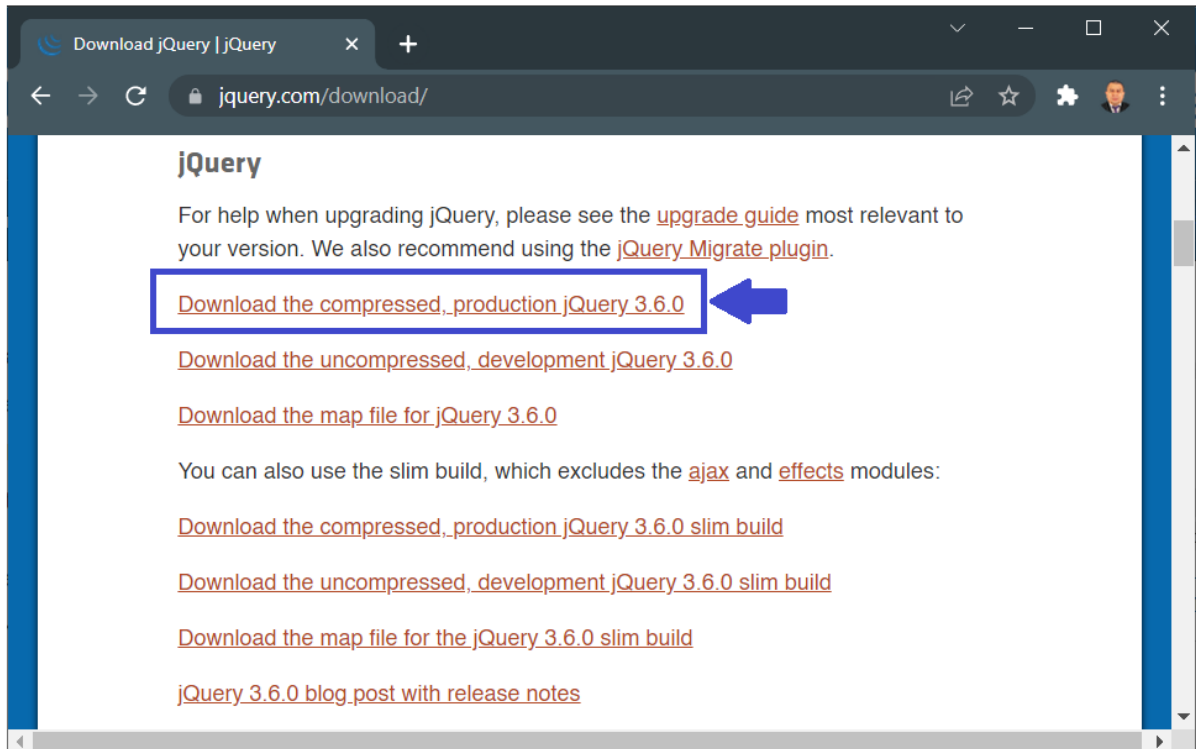 Download jQuery | jQuery
jquery.com/download/
jQuery
For help when upgrading jQuery, please see the upgrade guide most relevant to
your version. We also recommend using the jQuery Migrate plugin.
Download the compressed, production jQuery 3.6.0
Download the uncompressed, development jQuery 3.6.0
Download the map file for jQuery 3.6.0
You can also use the slim build, which excludes the ajax and effects modules:
Download the compressed, production jQuery 3.6.0 slim build
Download the uncompressed, development jQuery 3.6.0 slim build
Download the map file for the jQuery 3.6.0 slim build
jQuery 3.6.0 blog post with release notes